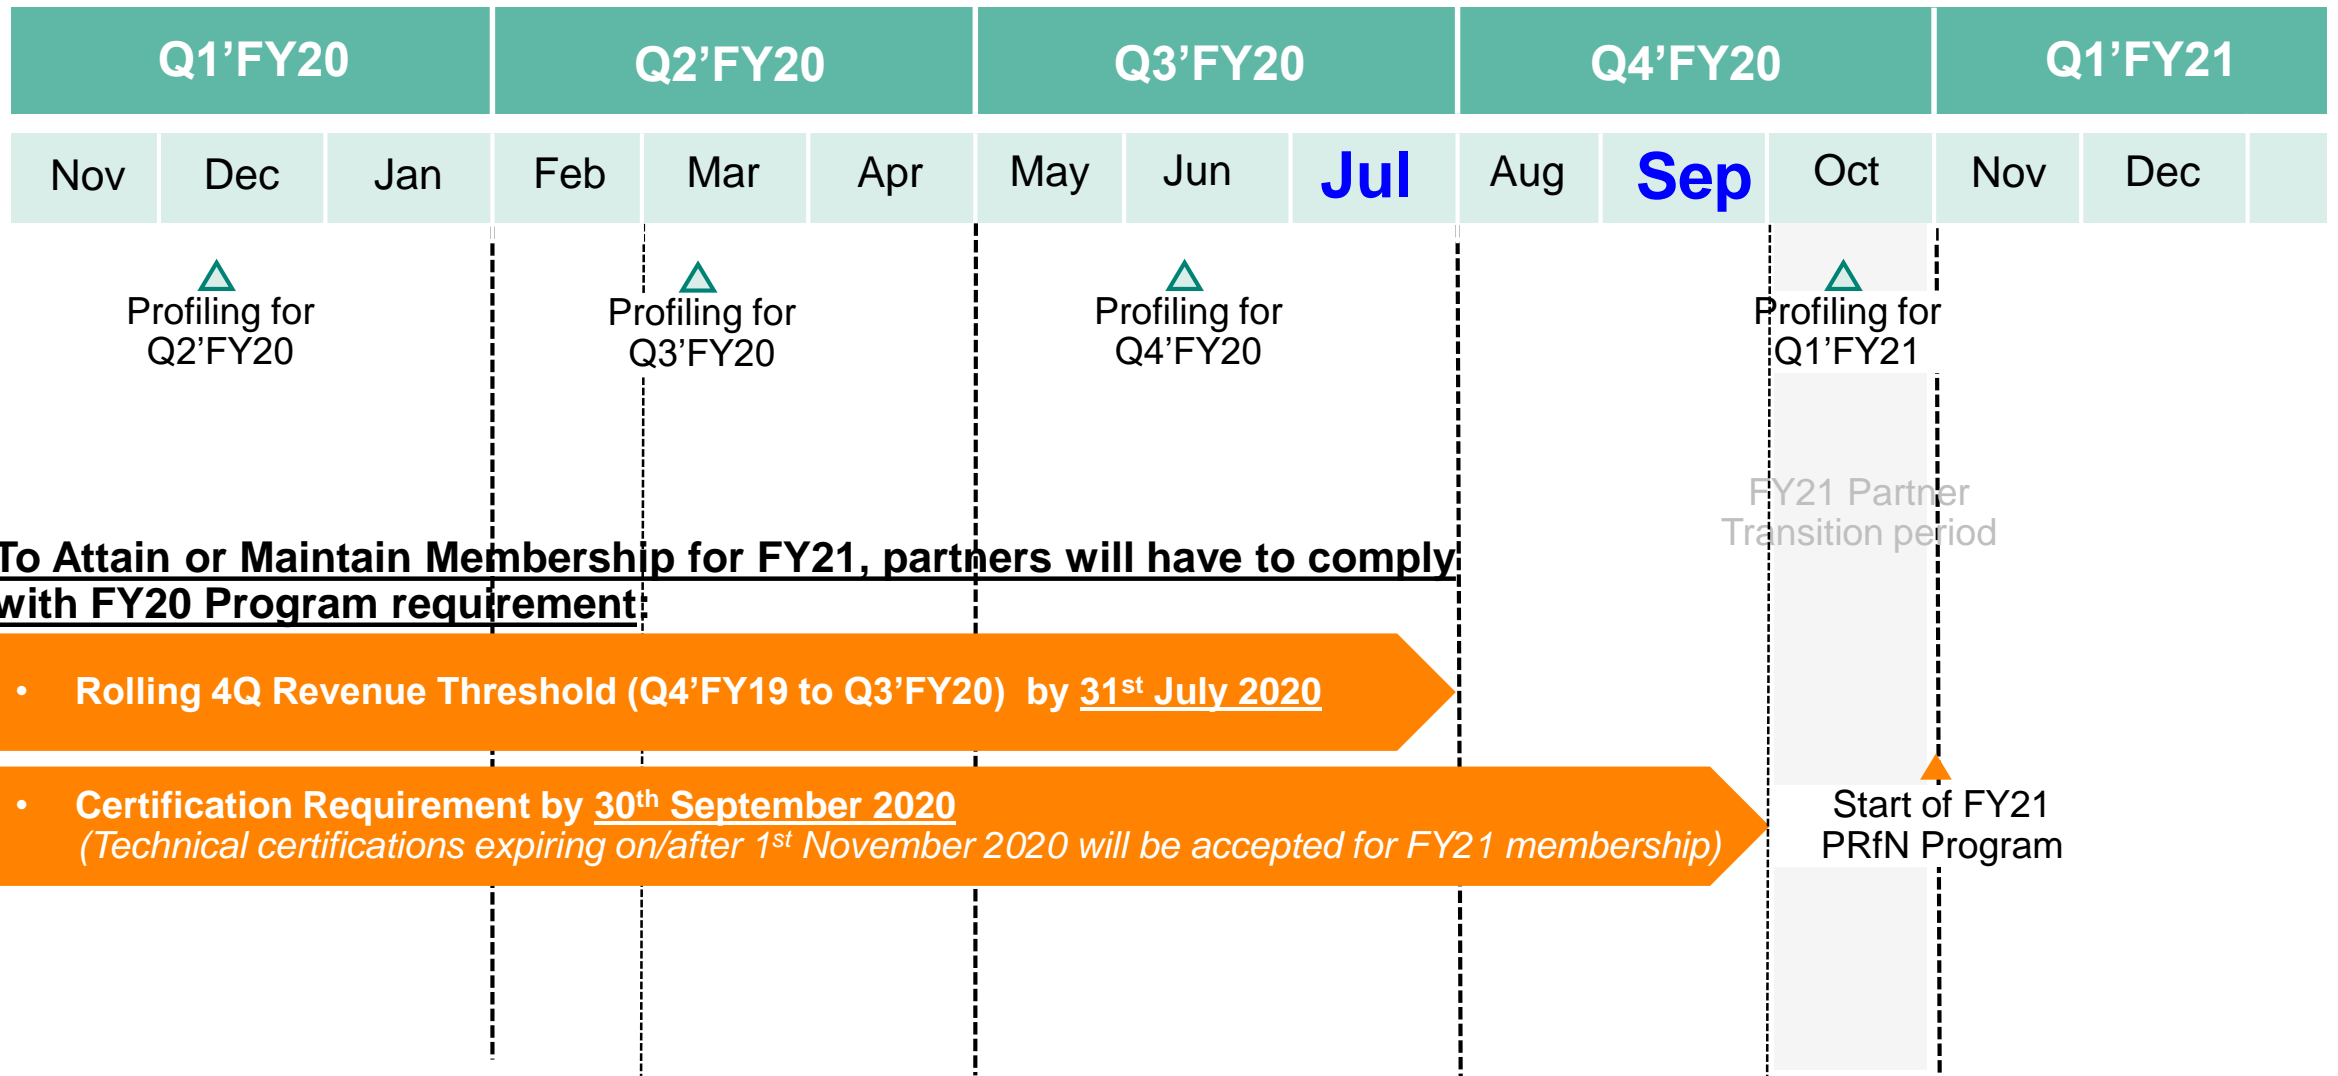 Q1’FY20
Q2’FY20
Q3’FY20
Q4’FY20
Q1’FY21
Nov
Dec
Jan
Feb
Mar
Apr
May
Jun
Jul
Aug
Sep
Oct
Nov
Dec
Profiling for
Q2’FY20
Profiling for
Q3’FY20
Profiling for
Q4’FY20
Profiling for
Q1’FY21
FY21 Partner
Transition period
To Attain or Maintain Membership for FY21, partners will have to comply
with FY20 Program requirement:
• Rolling 4Q Revenue Threshold (Q4’FY19 to Q3’FY20) by 31st July 2020
• Certification Requirement by 30th September 2020
(Technical certifications expiring on/after 1st November 2020 will be accepted for FY21 membership)
Start of FY21
PRfN Program